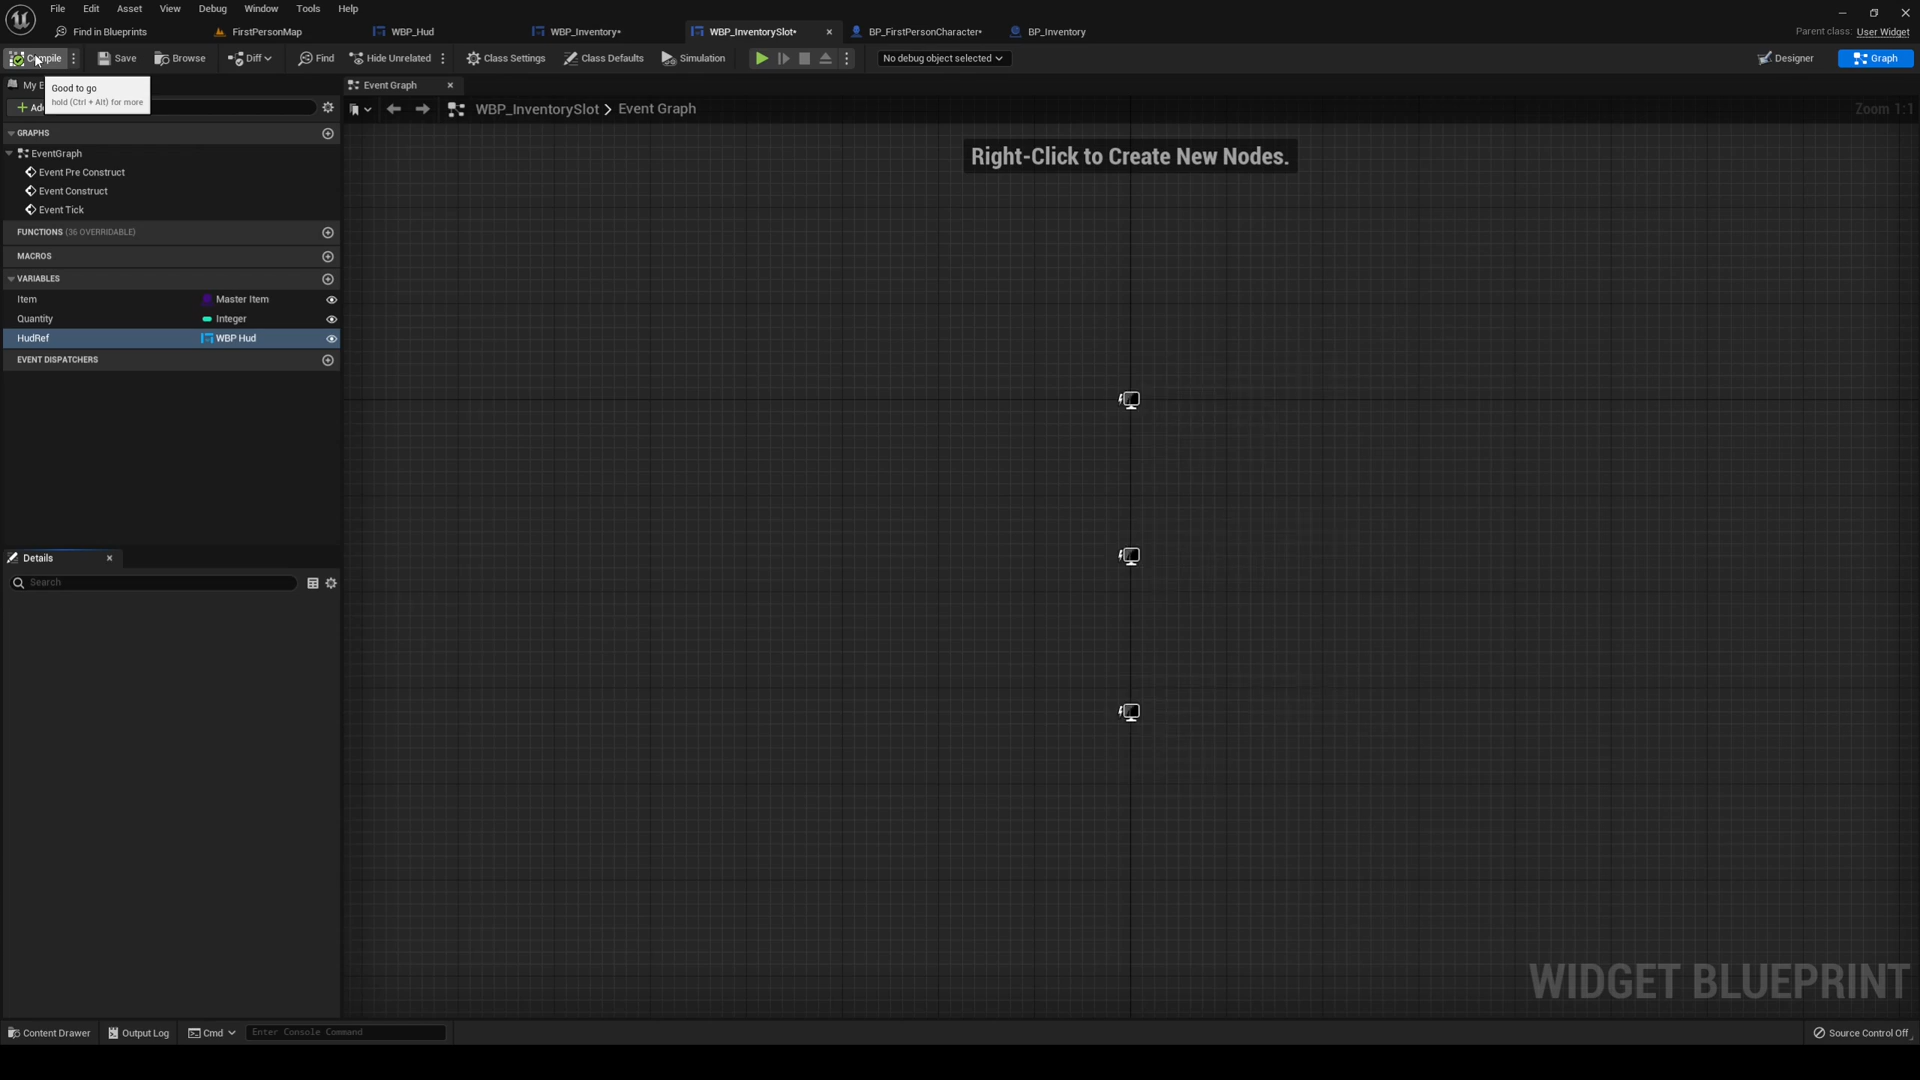 File Edit Asset View Debug Window Tools Help
Find in Blueprints FirstPersonMap WBP_Hud WBP_Inventory* WBP_InventorySlot* BP_FirstPersonCharacter* BP_Inventory Parent class: User Widget
Compile Save Browse Diff Find Hide Unrelated Class Settings Class Defaults Simulation No debug object selected Designer Graph
My Event Graph
Good to go
hold (Ctrl + Alt) for more
Add
WBP_InventorySlot > Event Graph Zoom 1:1
GRAPHS
Right-Click to Create New Nodes.
EventGraph
Event Pre Construct
Event Construct
Event Tick
FUNCTIONS (36 OVERRIDABLE)
MACROS
VARIABLES
Item Master Item
Quantity Integer
HudRef WBP Hud
EVENT DISPATCHERS
Details
Search
WIDGET BLUEPRINT
Content Drawer Output Log Cmd Enter Console Command Source Control Off